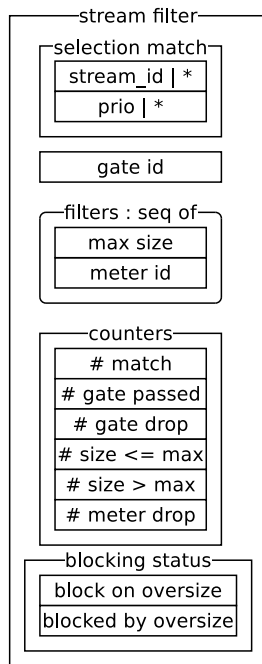 stream filter
selection match
stream_id | *
prio | *
gate id
filters : seq of
max size
meter id
counters
# match
# gate passed
# gate drop
# size <= max
# size > max
# meter drop
blocking status
block on oversize
blocked by oversize